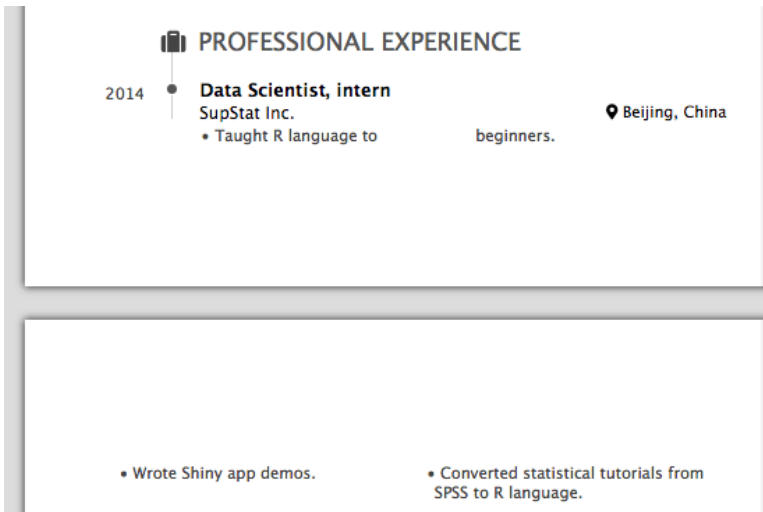 PROFESSIONAL EXPERIENCE
2014
Data Scientist, intern
SupStat Inc.
Beijing, China
• Taught R language to beginners.
• Wrote Shiny app demos.
• Converted statistical tutorials from
SPSS to R language.